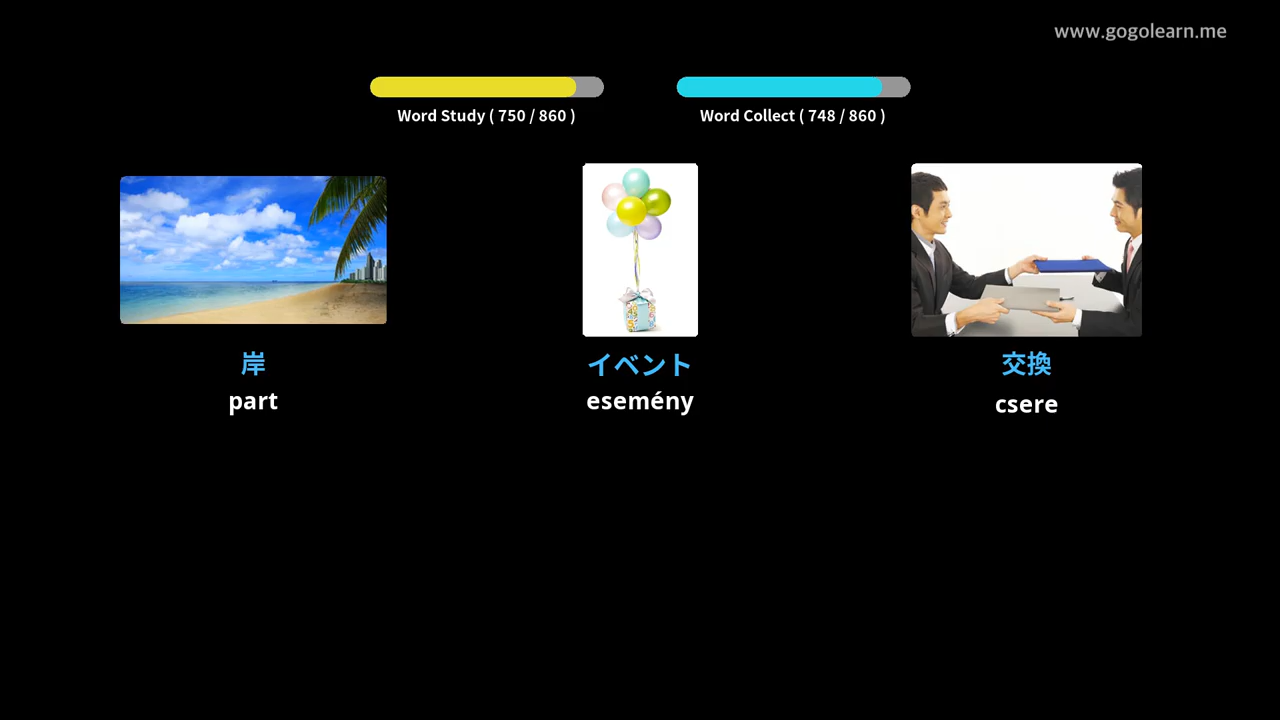 www.gogolearn.me
Word Study ( 750 / 860 )
Word Collect ( 748 / 860 )
岸
part
イベント
esemény
交換
csere